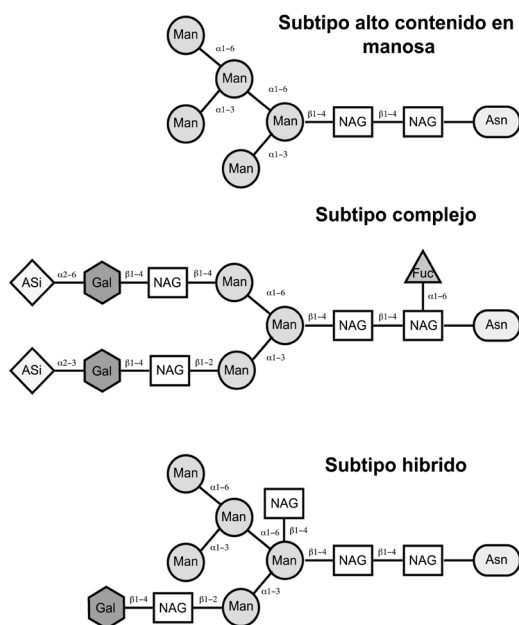 Subtipo alto contenido en
manosa
Man
α1-6
Man
α1-6
Man
α1-3
Man
β1-4
NAG
β1-4
NAG
Asn
α1-3
Man
Subtipo complejo
ASi
α2-6
Gal
β1-4
NAG
β1-4
Man
Fuc
α1-6
α1-6
Man
β1-4
NAG
β1-4
NAG
Asn
α1-3
ASi
α2-3
Gal
β1-4
NAG
β1-2
Man
Subtipo hibrido
Man
α1-6
NAG
Man
α1-6
β1-4
Man
α1-3
Man
β1-4
NAG
β1-4
NAG
Asn
α1-3
Gal
β1-4
NAG
β1-2
Man